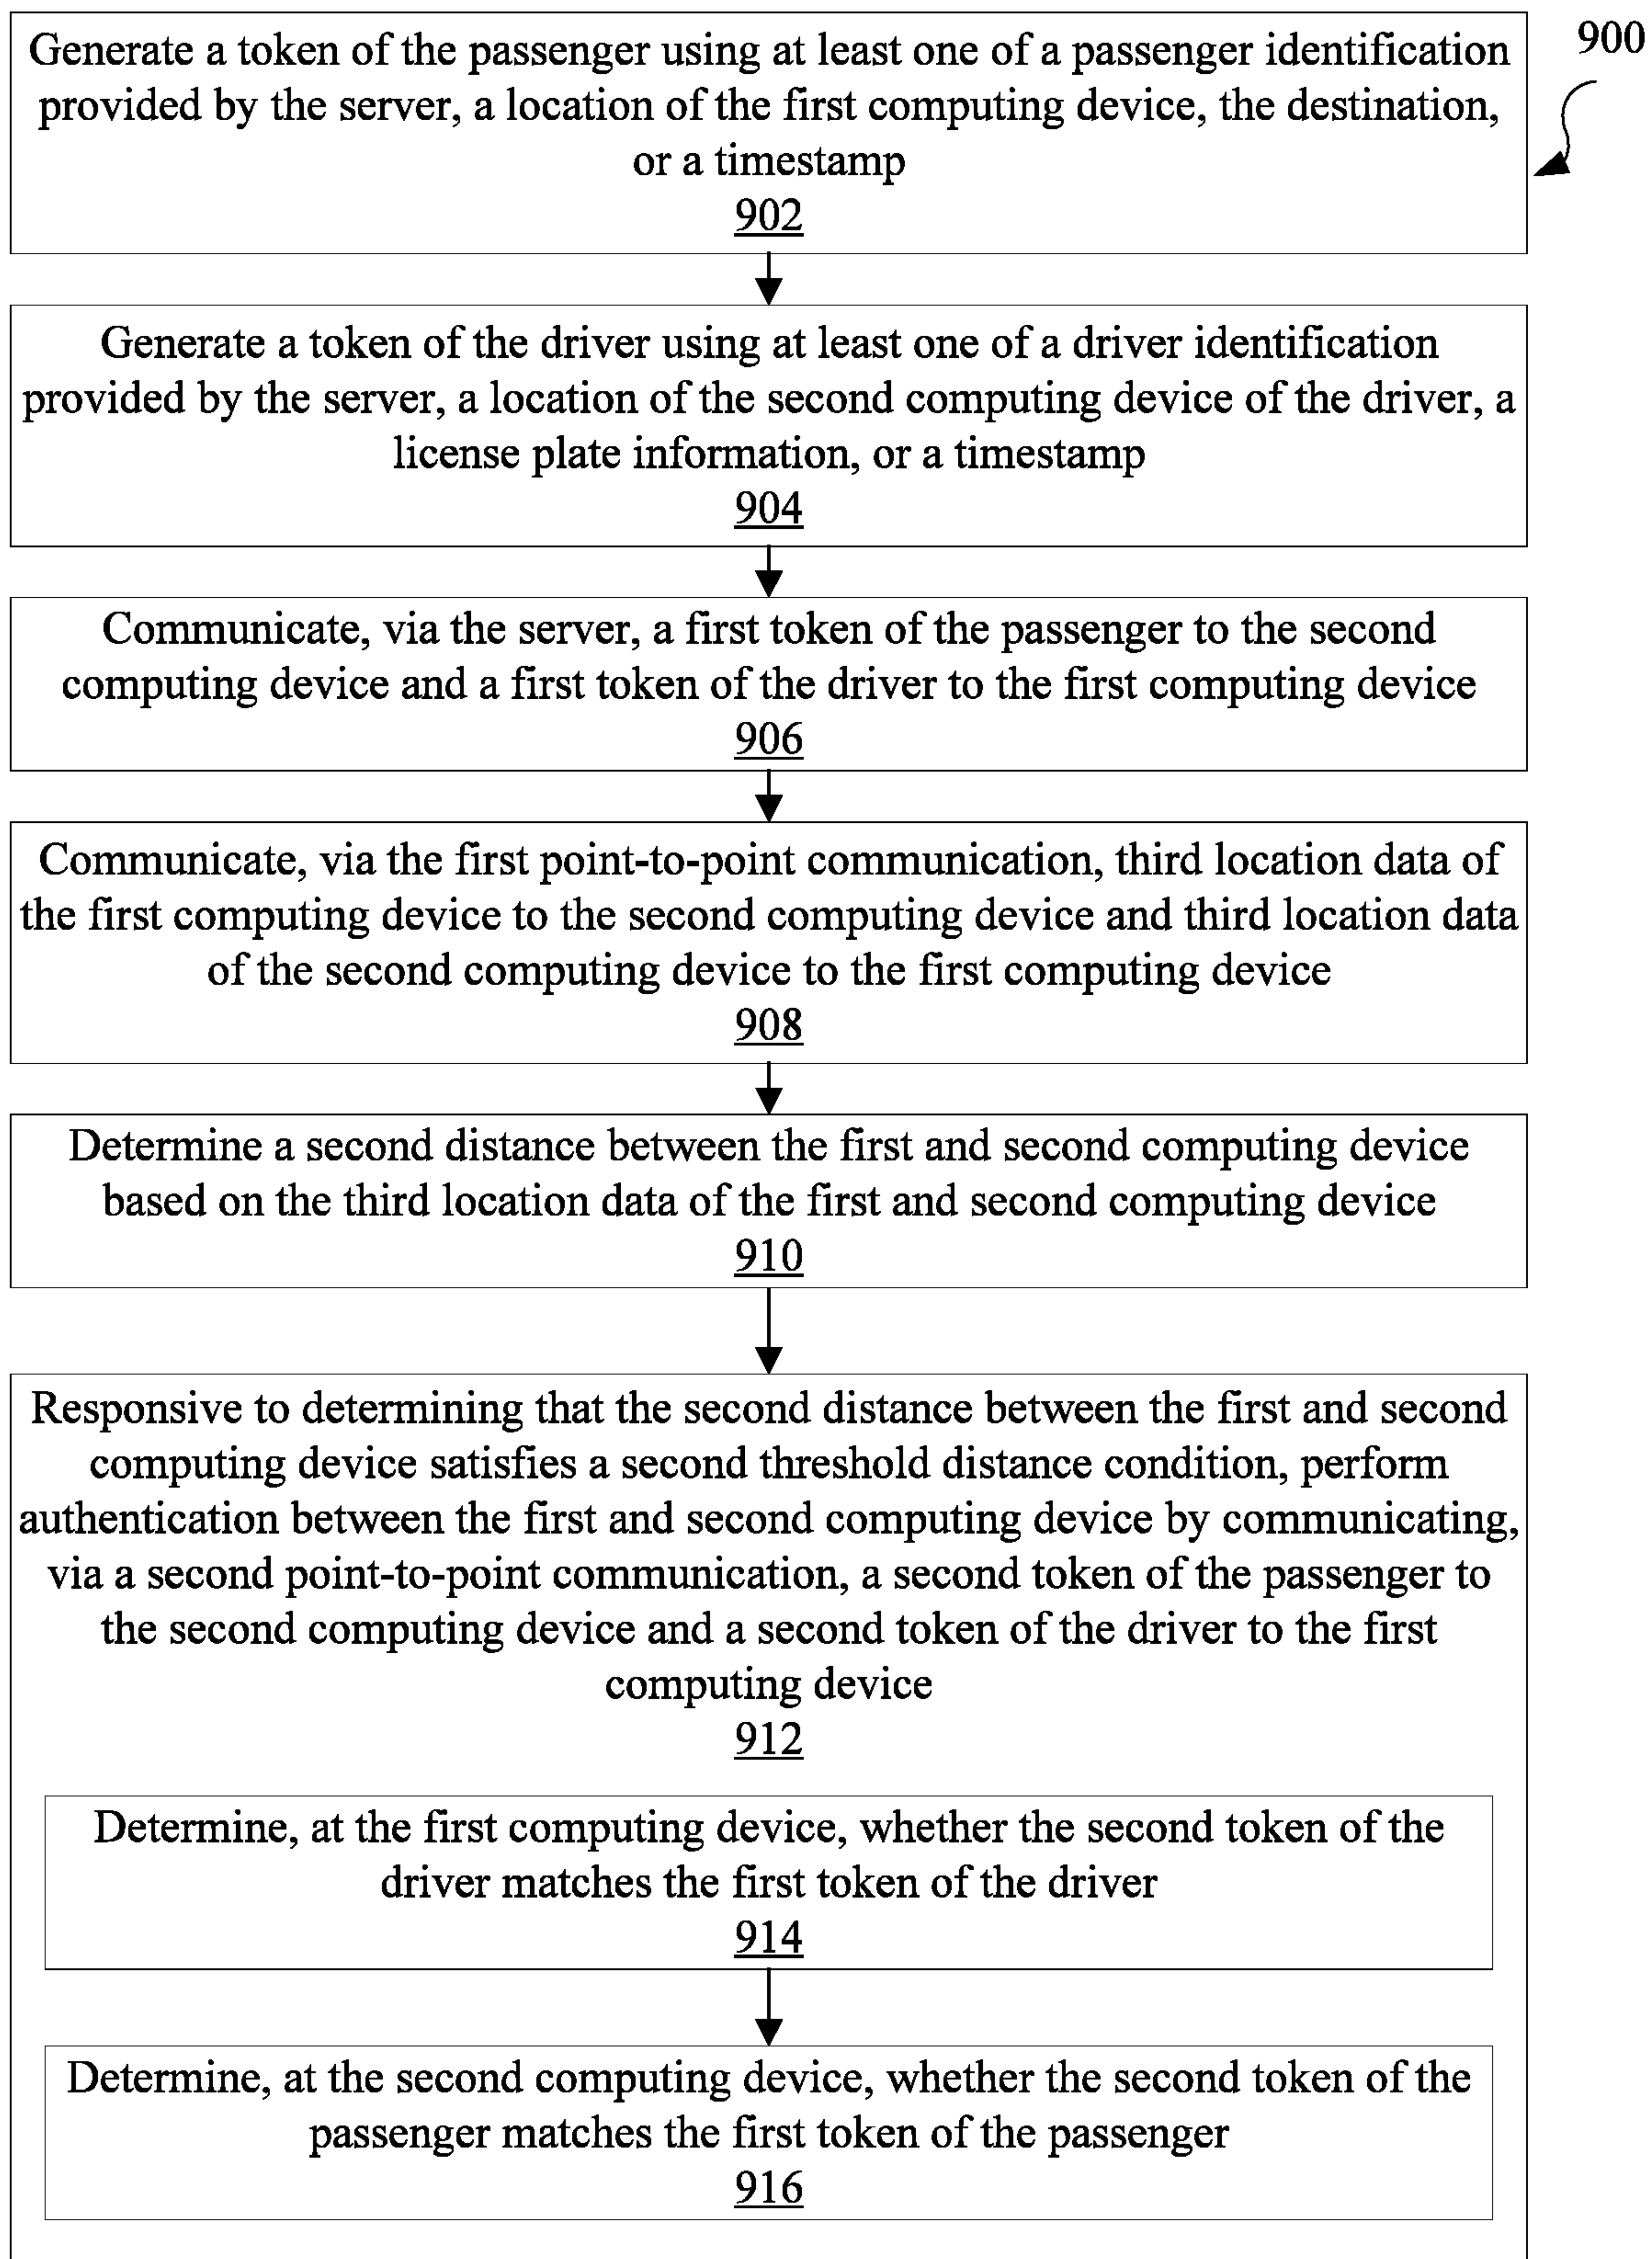 Generate a token of the passenger using at least one of a passenger identification
provided by the server, a location of the first computing device, the destination,
or a timestamp
902
900
Generate a token of the driver using at least one of a driver identification
provided by the server, a location of the second computing device of the driver, a
license plate information, or a timestamp
904
Communicate, via the server, a first token of the passenger to the second
computing device and a first token of the driver to the first computing device
906
Communicate, via the first point-to-point communication, third location data of
the first computing device to the second computing device and third location data
of the second computing device to the first computing device
908
Determine a second distance between the first and second computing device
based on the third location data of the first and second computing device
910
Responsive to determining that the second distance between the first and second
computing device satisfies a second threshold distance condition, perform
authentication between the first and second computing device by communicating,
via a second point-to-point communication, a second token of the passenger to
the second computing device and a second token of the driver to the first
computing device
912
Determine, at the first computing device, whether the second token of the
driver matches the first token of the driver
914
Determine, at the second computing device, whether the second token of the
passenger matches the first token of the passenger
916